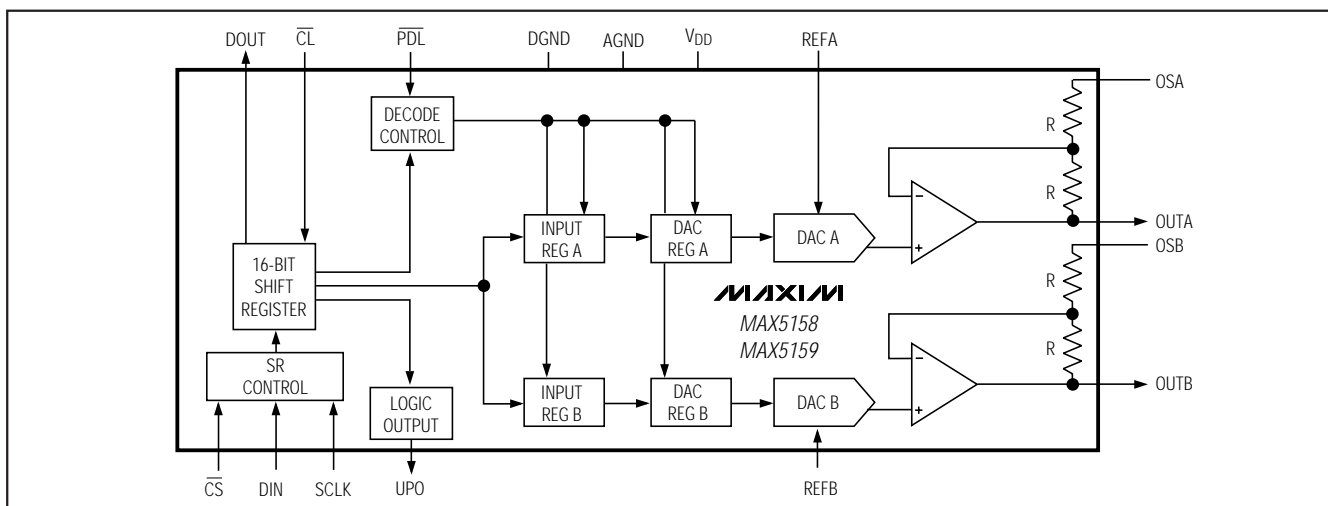 DOUT
CL
PDL
DGND
AGND
VDD
REFA
OSA
DECODE
CONTROL
R
R
INPUT
REG A
DAC
REG A
DAC A
−
+
OUTA
OSB
16-BIT
SHIFT
REGISTER
MAXIM
MAX5158
MAX5159
R
R
SR
CONTROL
LOGIC
OUTPUT
INPUT
REG B
DAC
REG B
DAC B
−
+
OUTB
CS
DIN
SCLK
UPO
REFB